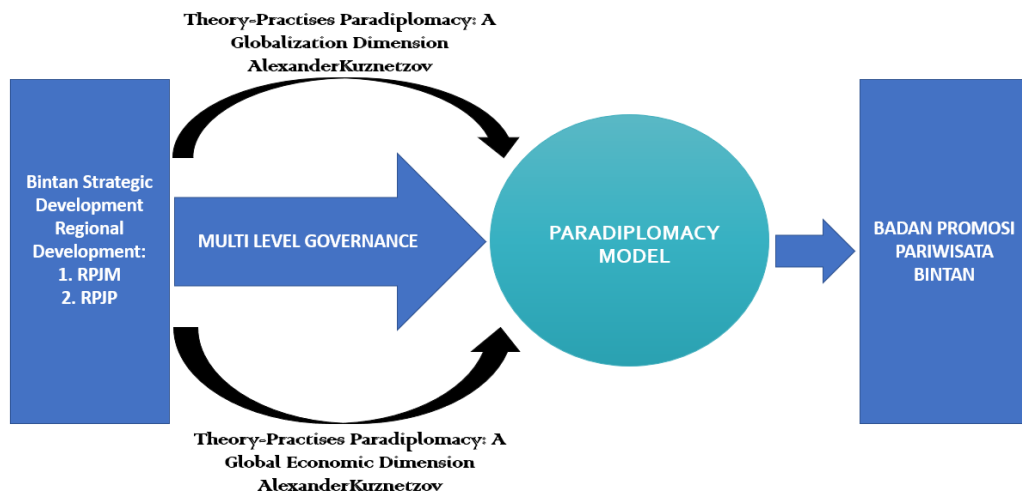 Theory-Practises Paradiplomacy: A
Globalization Dimension
AlexanderKuznetzov
Bintan Strategic
Development
Regional
Development:
1. RPJM
2. RPJP
MULTI LEVEL GOVERNANCE
PARADIPLOMACY
MODEL
BADAN PROMOSI
PARIWISATA
BINTAN
Theory-Practises Paradiplomacy: A
Global Economic Dimension
AlexanderKuznetzov